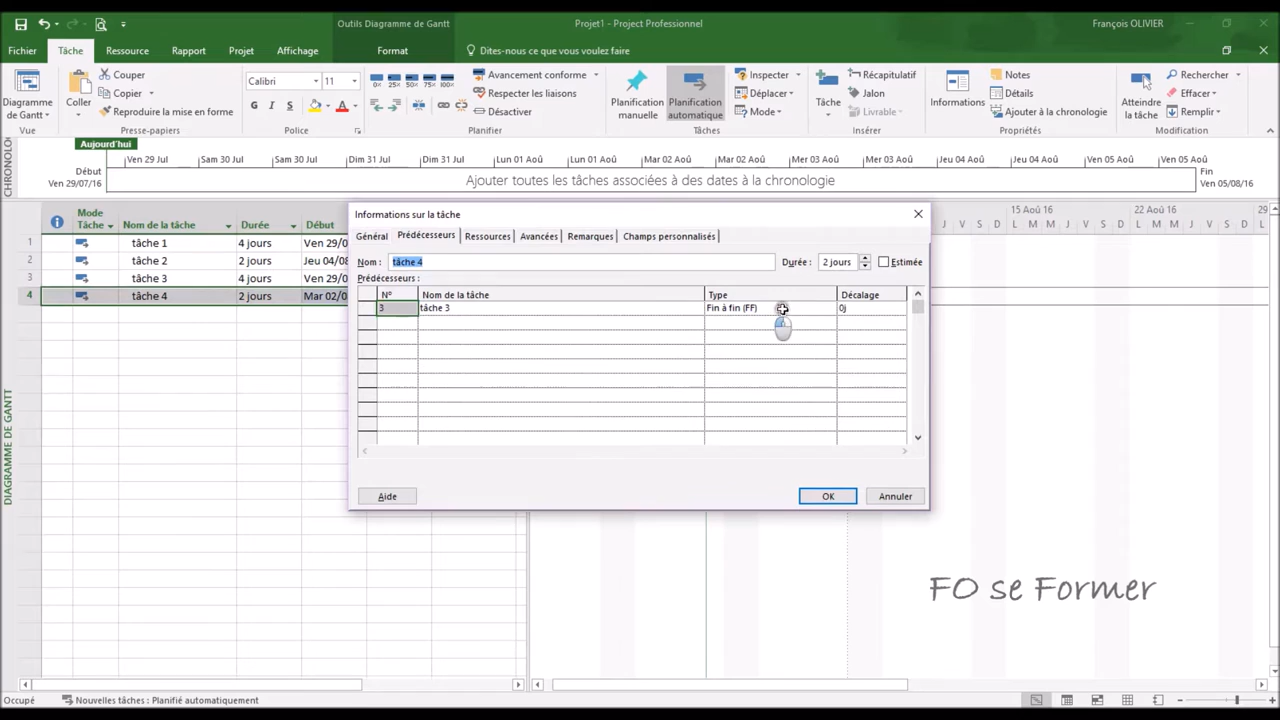 Outils Diagramme de Gantt
Projet1 - Project Professionnel
François OLIVIER
Fichier Tâche Ressource Rapport Projet Affichage Format Dites-nous ce que vous voulez faire
Diagramme de Gantt
Vue
Coller
Couper
Copier
Reproduire la mise en forme
Presse-papiers
Calibri 11
G I S
Police
0% 25% 50% 75% 100%
Avancement conforme
Respecter les liaisons
Désactiver
Planifier
Planification manuelle
Planification automatique
Inspecter
Déplacer
Mode
Tâches
Tâche
Récapitulatif
Jalon
Livrable
Insérer
Informations
Notes
Détails
Ajouter à la chronologie
Propriétés
Atteindre la tâche
Rechercher
Effacer
Remplir
Modification
CHRONOLO
Aujourd'hui
Ven 29 Jul Sam 30 Jul Sam 30 Jul Dim 31 Jul Dim 31 Jul Lun 01 Aoû Lun 01 Aoû Mar 02 Aoû Mar 02 Aoû Mer 03 Aoû Mer 03 Aoû Jeu 04 Aoû Jeu 04 Aoû Ven 05 Aoû Ven 05 Aoû
Début
Ven 29/07/16
Ajouter toutes les tâches associées à des dates à la chronologie
Fin
Ven 05/08/16
DIAGRAMME DE GANTT
Mode Tâche Nom de la tâche Durée Début
1 tâche 1 4 jours Ven 29/0
2 tâche 2 2 jours Jeu 04/08
3 tâche 3 4 jours Ven 29/0
4 tâche 4 2 jours Mar 02/0
15 Aoû 16 22 Aoû 16 29
J V S D L M M J V S D L M M J V S D L
Informations sur la tâche
Général Prédécesseurs Ressources Avancées Remarques Champs personnalisés
Nom : tâche 4 Durée : 2 jours Estimée
Prédécesseurs :
N° Nom de la tâche Type Décalage
3 tâche 3 Fin à fin (FF) 0j
Aide OK Annuler
FO se Former
Occupé Nouvelles tâches : Planifié automatiquement